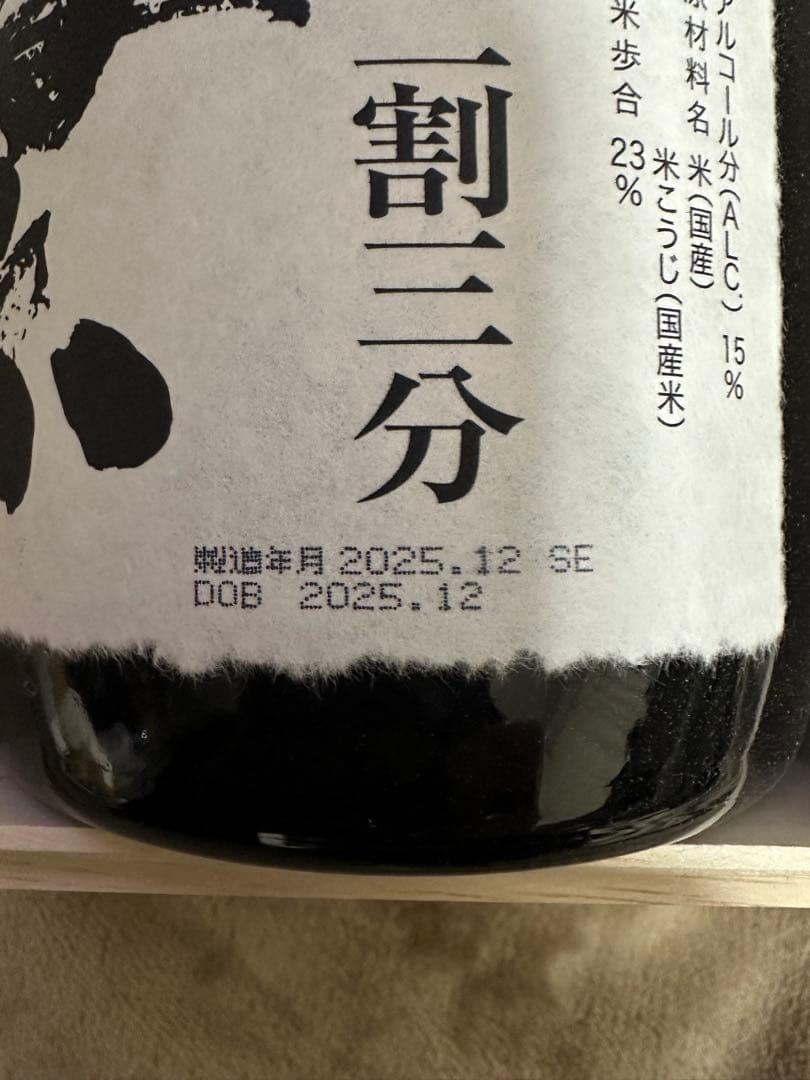 アルコール分(ALC.) 15%
原材料名 米(国産)
米こうじ(国産米)
米歩合 23%
二割三分
製造年月 2025.12 SE
DOB 2025.12